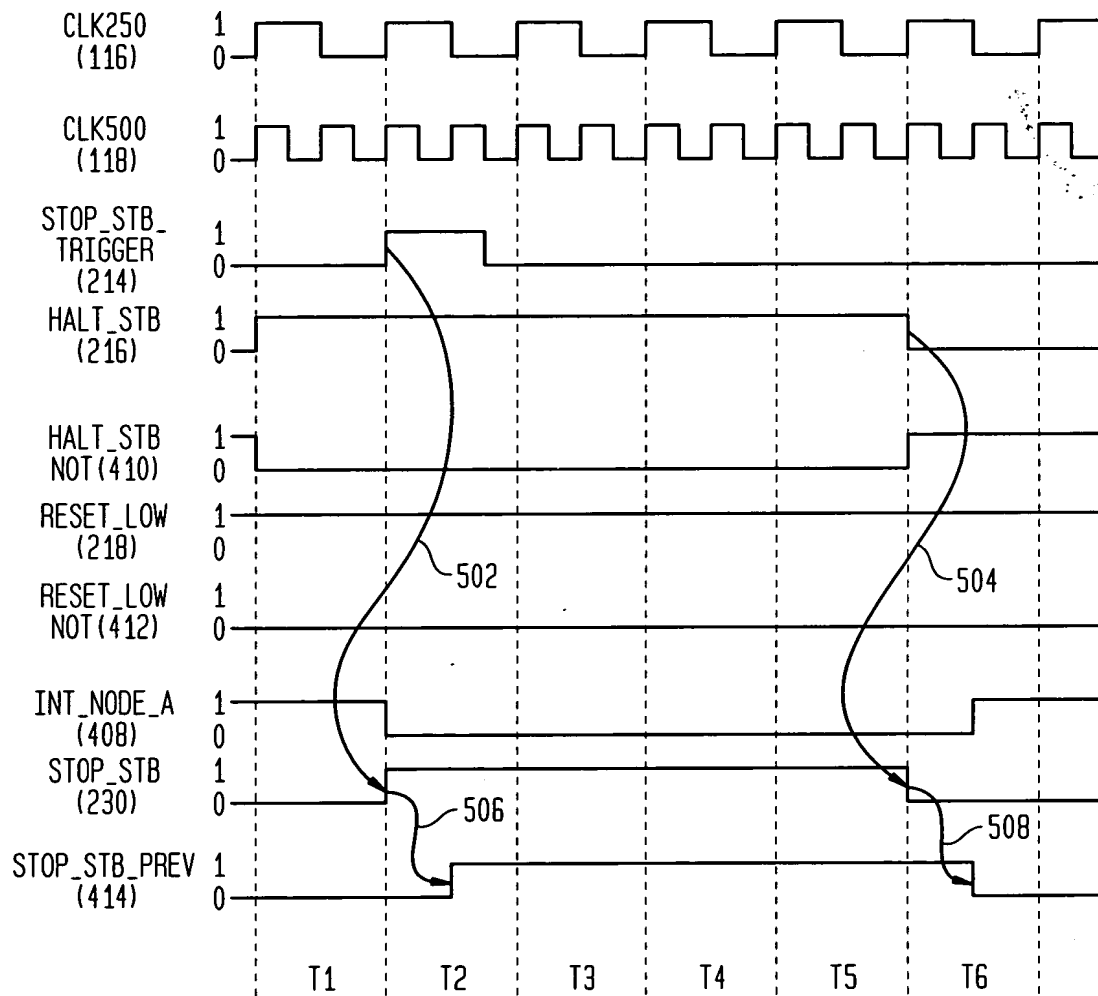 CLK250
(116)
1
0
CLK500
(118)
1
0
STOP_STB_
TRIGGER
(214)
1
0
HALT_STB
(216)
1
0
HALT_STB
NOT(410)
1
0
RESET_LOW
(218)
1
0
502
504
RESET_LOW
NOT(412)
1
0
INT_NODE_A
(408)
1
0
STOP_STB
(230)
1
0
506
508
STOP_STB_PREV
(414)
1
0
T1 T2 T3 T4 T5 T6